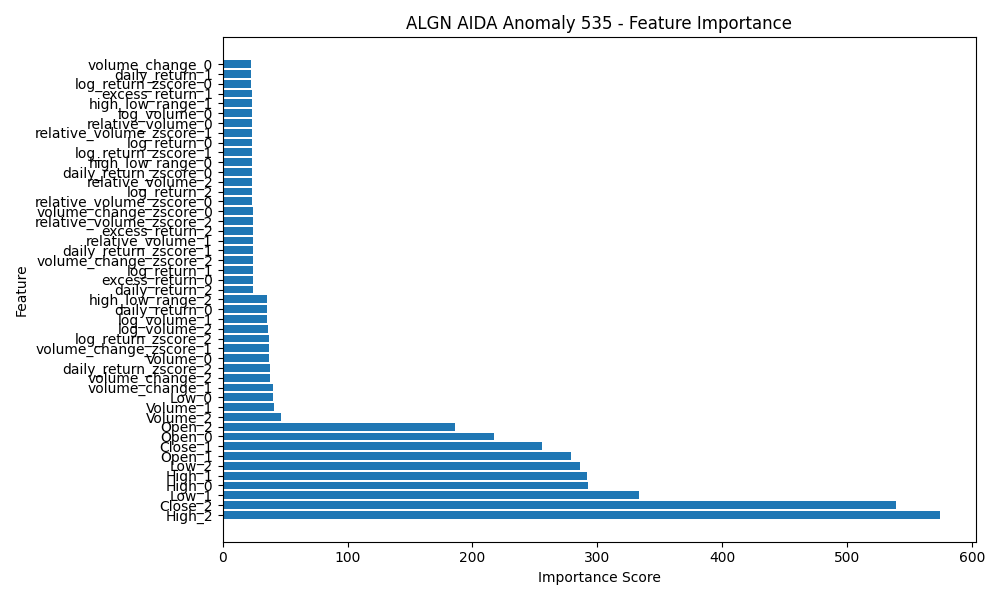 ALGN AIDA Anomaly 535 - Feature Importance
Feature
volume_change_0
daily_return_1
log_return_zscore_0
excess_return_1
high_low_range_1
log_volume_0
relative_volume_0
relative_volume_zscore_1
log_return_0
log_return_zscore_1
high_low_range_0
daily_return_zscore_0
relative_volume_2
log_return_2
relative_volume_zscore_0
volume_change_zscore_0
relative_volume_zscore_2
excess_return_2
relative_volume_1
daily_return_zscore_1
volume_change_zscore_2
log_return_1
excess_return_0
daily_return_2
high_low_range_2
daily_return_0
log_volume_1
log_volume_2
log_return_zscore_2
volume_change_zscore_1
Volume_0
daily_return_zscore_2
volume_change_2
volume_change_1
Low_0
Volume_1
Volume_2
Open_2
Open_0
Close_1
Open_1
Low_2
High_1
High_0
Low_1
Close_2
High_2
0 100 200 300 400 500 600
Importance Score